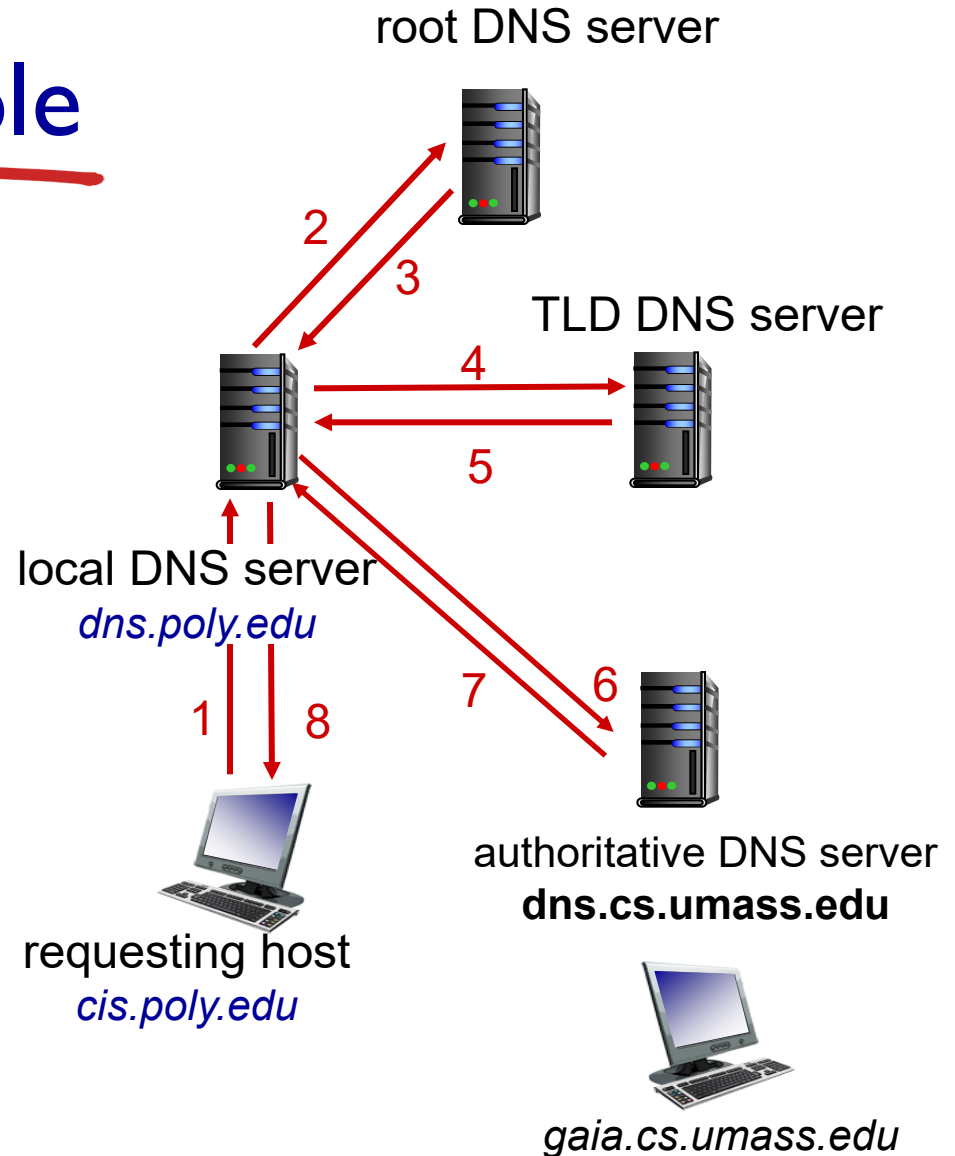 root DNS server
2
3
TLD DNS server
4
5
local DNS server
dns.poly.edu
1
8
7
6
requesting host
cis.poly.edu
authoritative DNS server
dns.cs.umass.edu
gaia.cs.umass.edu